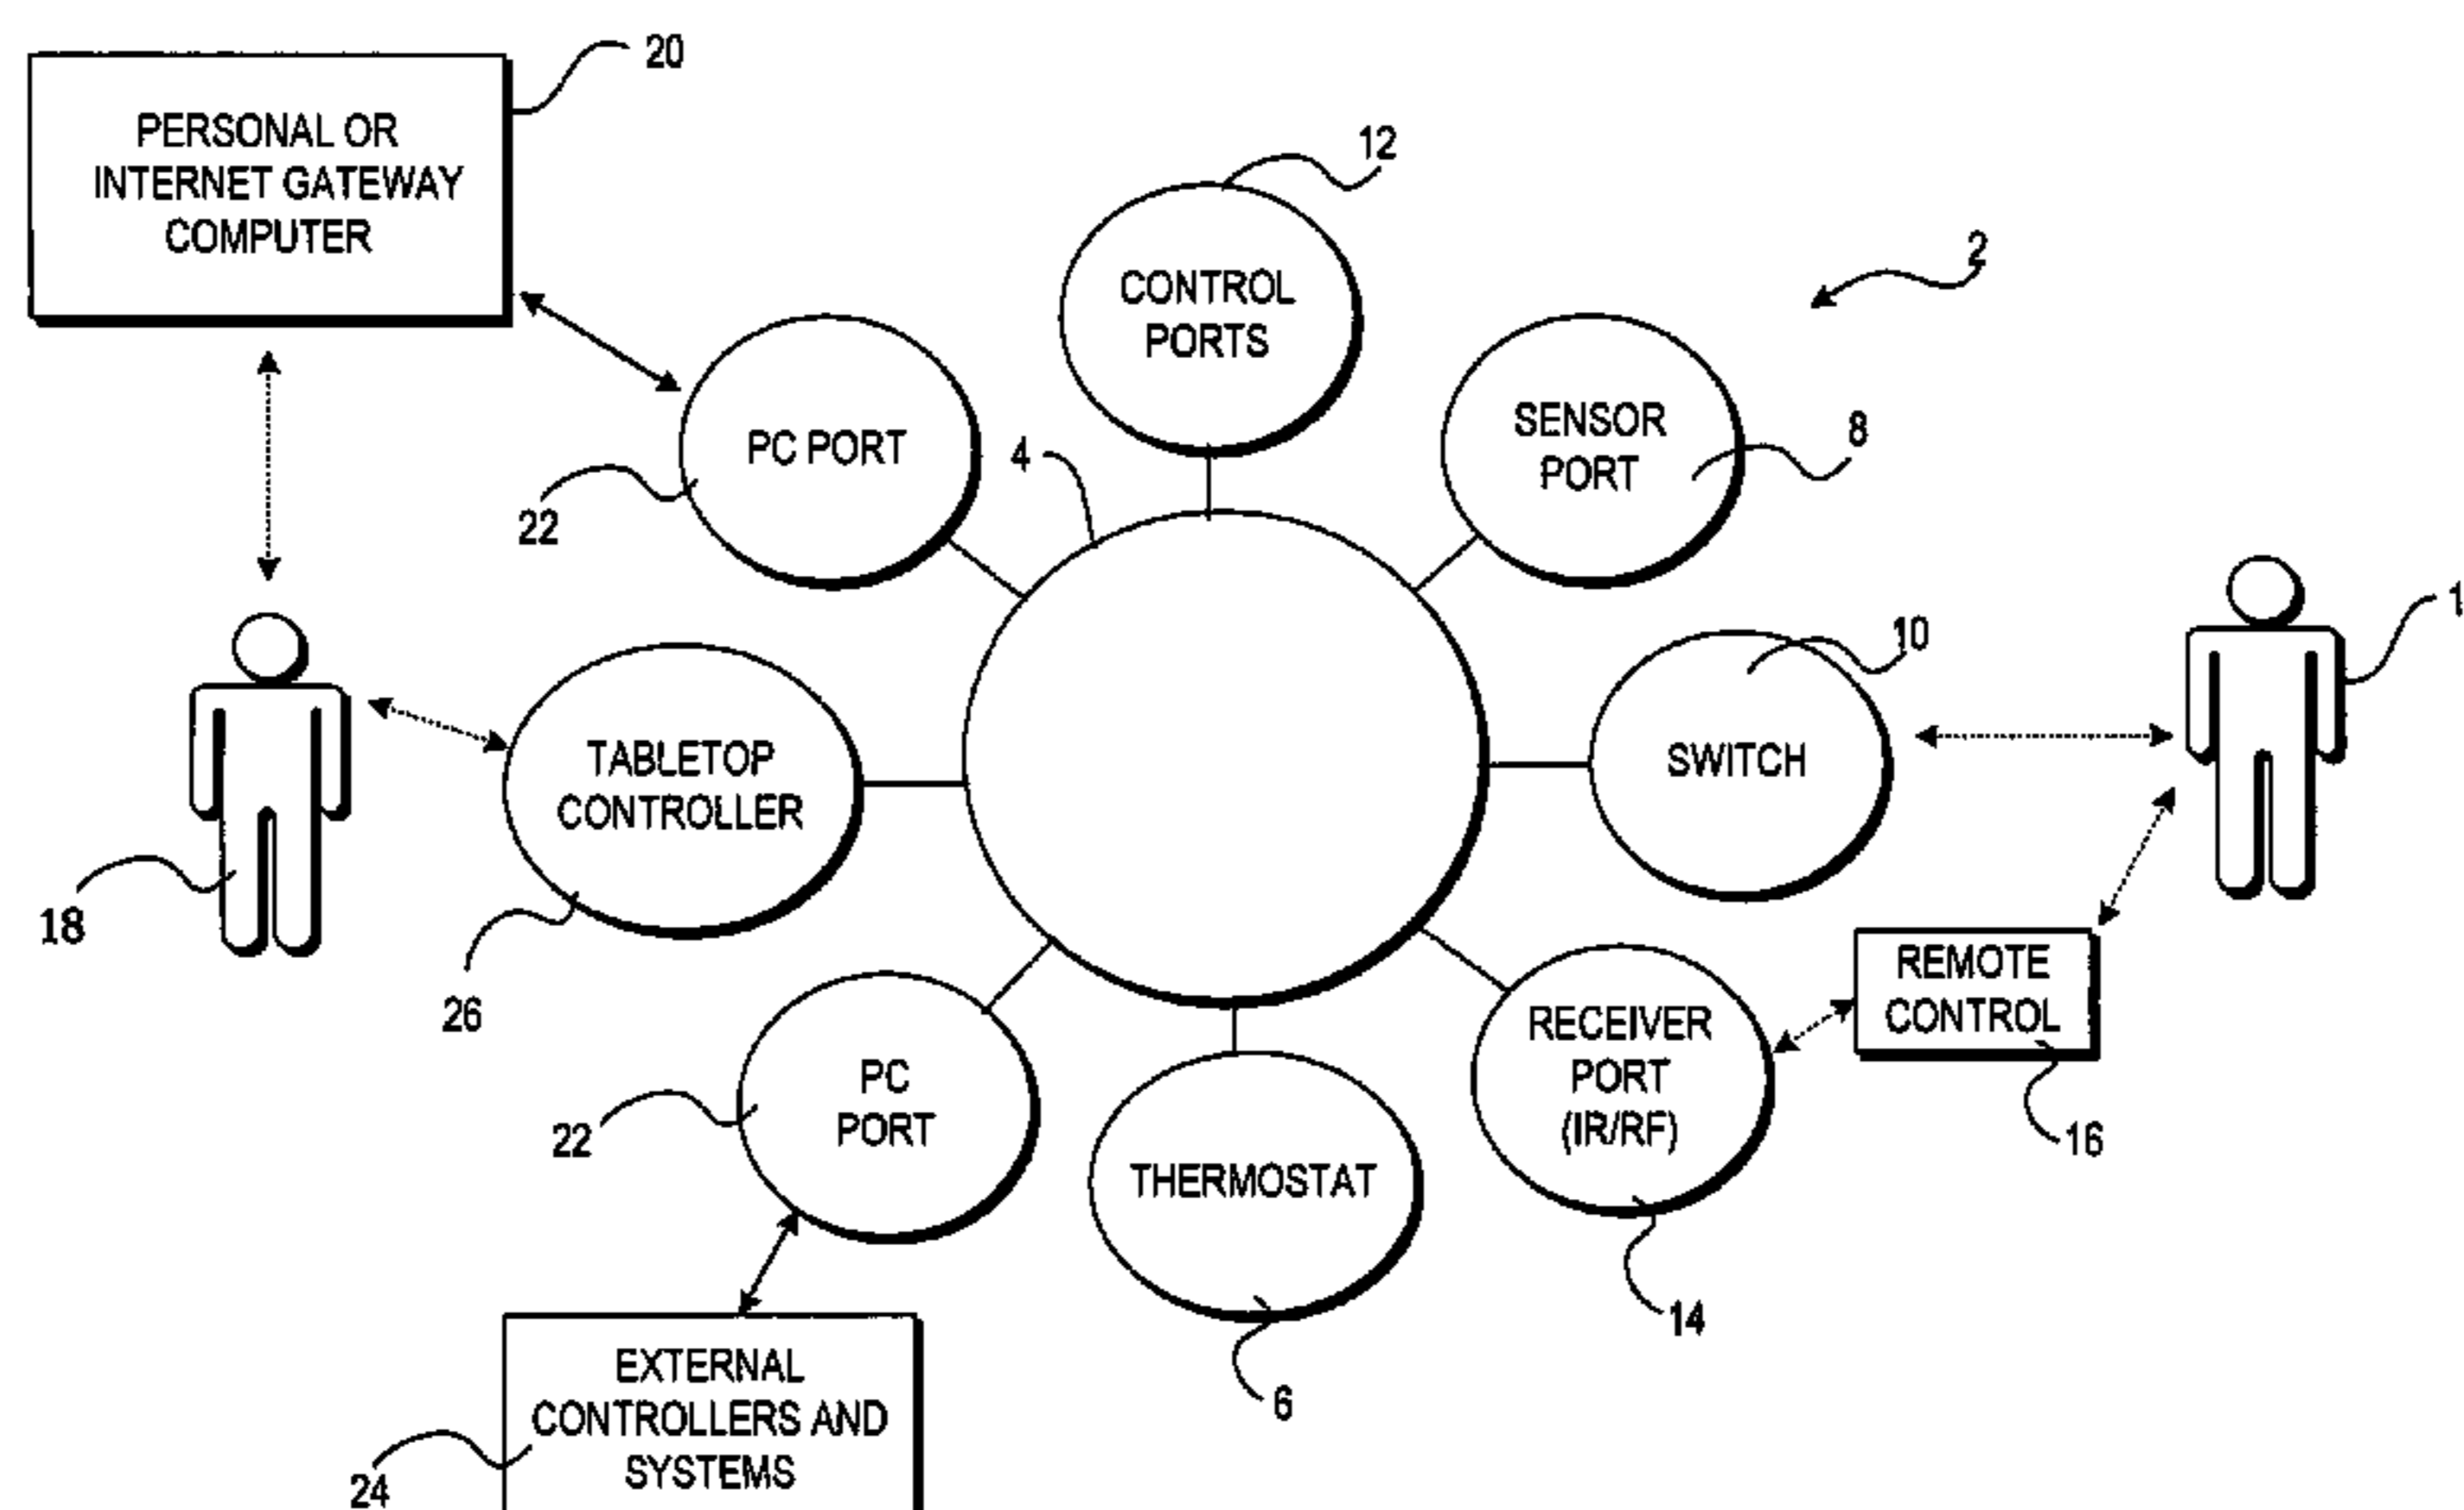 20
PERSONAL OR
INTERNET GATEWAY
COMPUTER
12
CONTROL
PORTS
2
PC PORT
22
4
SENSOR
PORT
8
10
SWITCH
1
TABLETOP
CONTROLLER
18
26
REMOTE
CONTROL
16
RECEIVER
PORT
(IR/RF)
14
PC
PORT
22
THERMOSTAT
6
EXTERNAL
CONTROLLERS AND
SYSTEMS
24